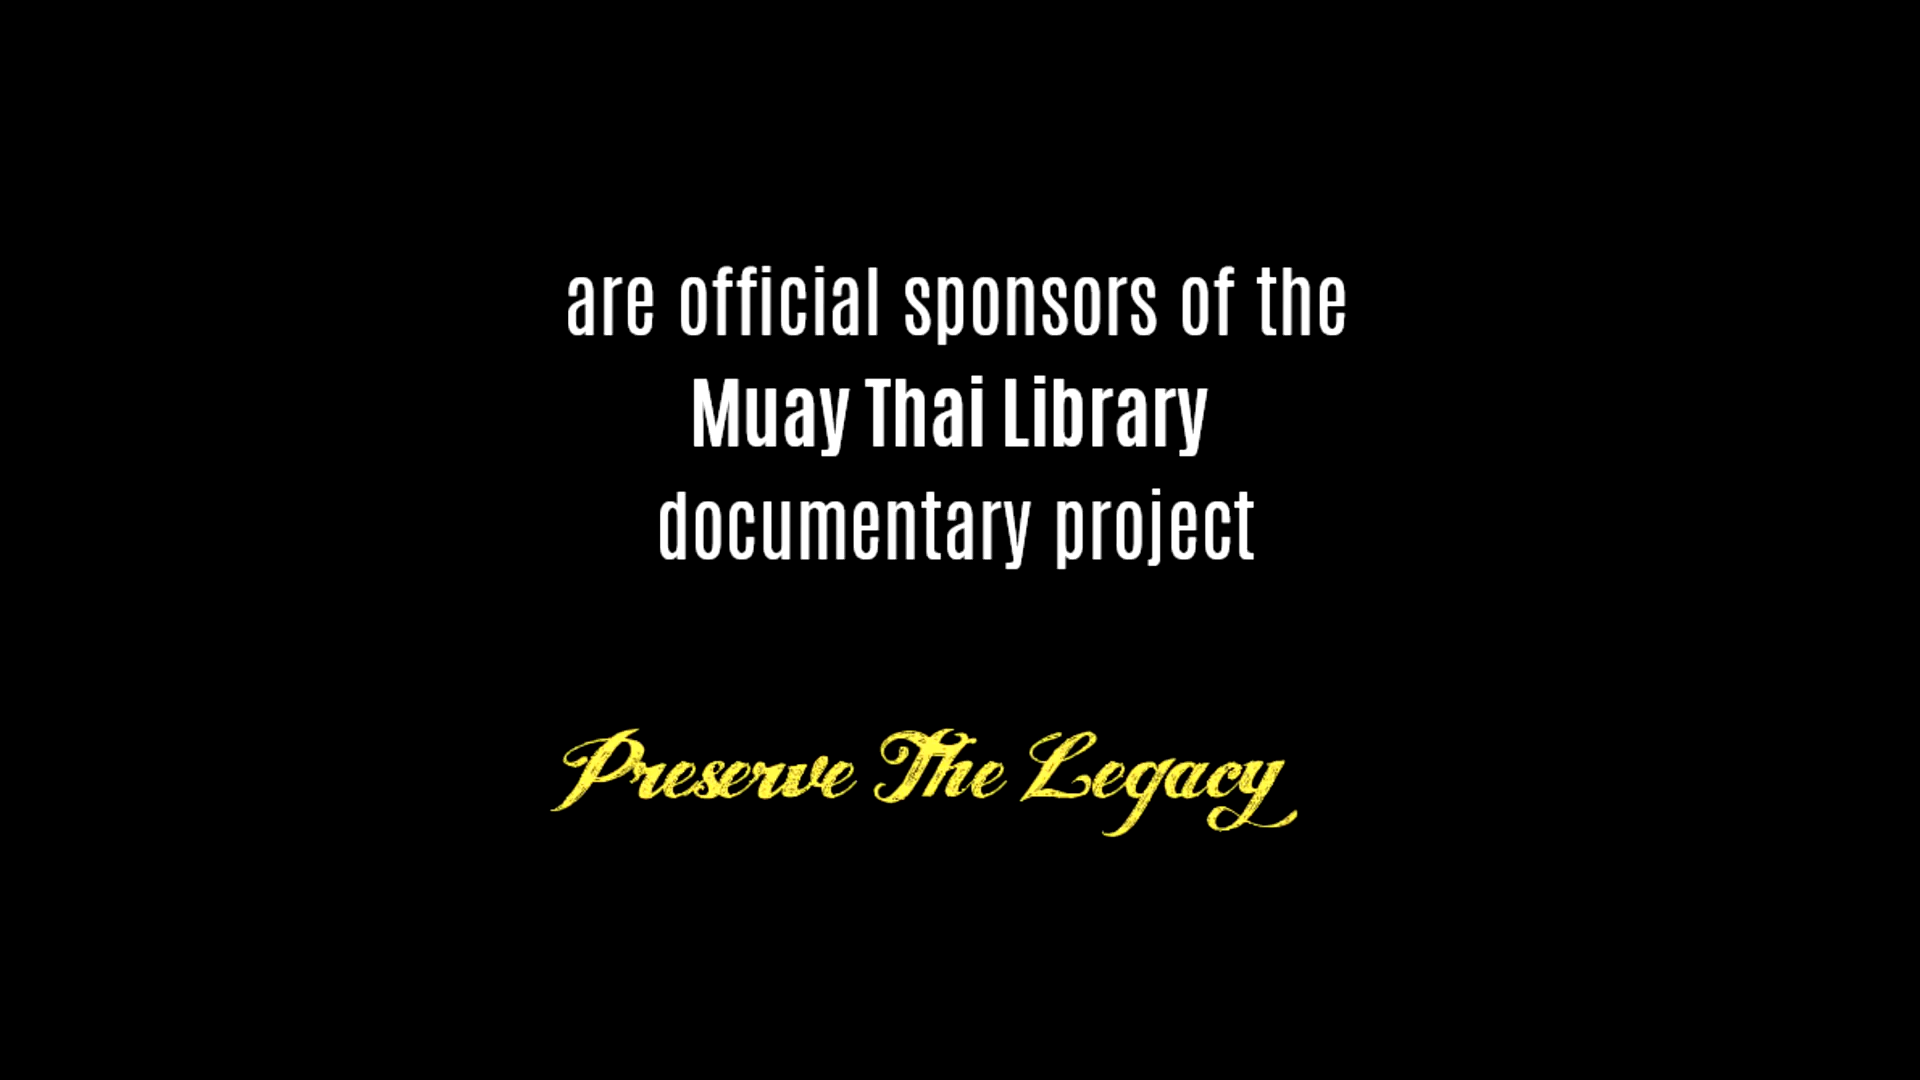 are official sponsors of the
Muay Thai Library
documentary project
Preserve The Legacy